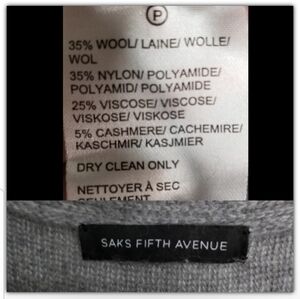 P
35% WOOL/ LAINE/ WOLLE/
WOL
35% NYLON/ POLYAMIDE/
POLYAMID/ POLYAMIDE
25% VISCOSE/ VISCOSE/
VISKOSE/ VISKOSE
5% CASHMERE/ CACHEMIRE/
KASCHMIR/ KASJMIER
DRY CLEAN ONLY
NETTOYER À SEC
SEULEMENT
SAKS FIFTH AVENUE